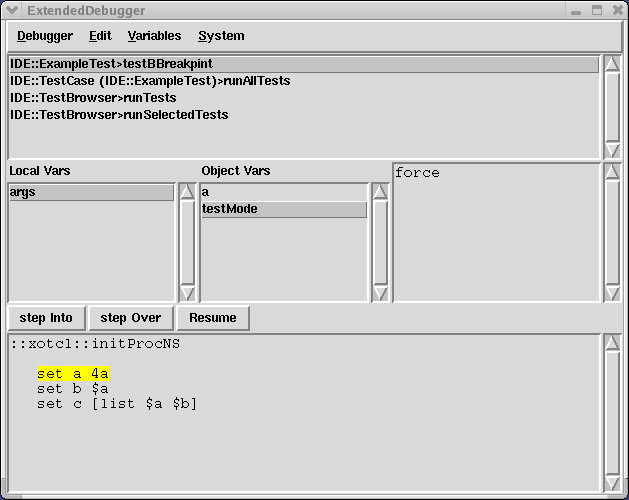 ExtendedDebugger
Debugger Edit Variables System
IDE::ExampleTest>testBBreakpint
IDE::TestCase (IDE::ExampleTest)>runAllTests
IDE::TestBrowser>runTests
IDE::TestBrowser>runSelectedTests
Local Vars
args
Object Vars
a
testMode
force
step Into step Over Resume
::xotcl::initProcNS
set a 4a
set b $a
set c [list $a $b]